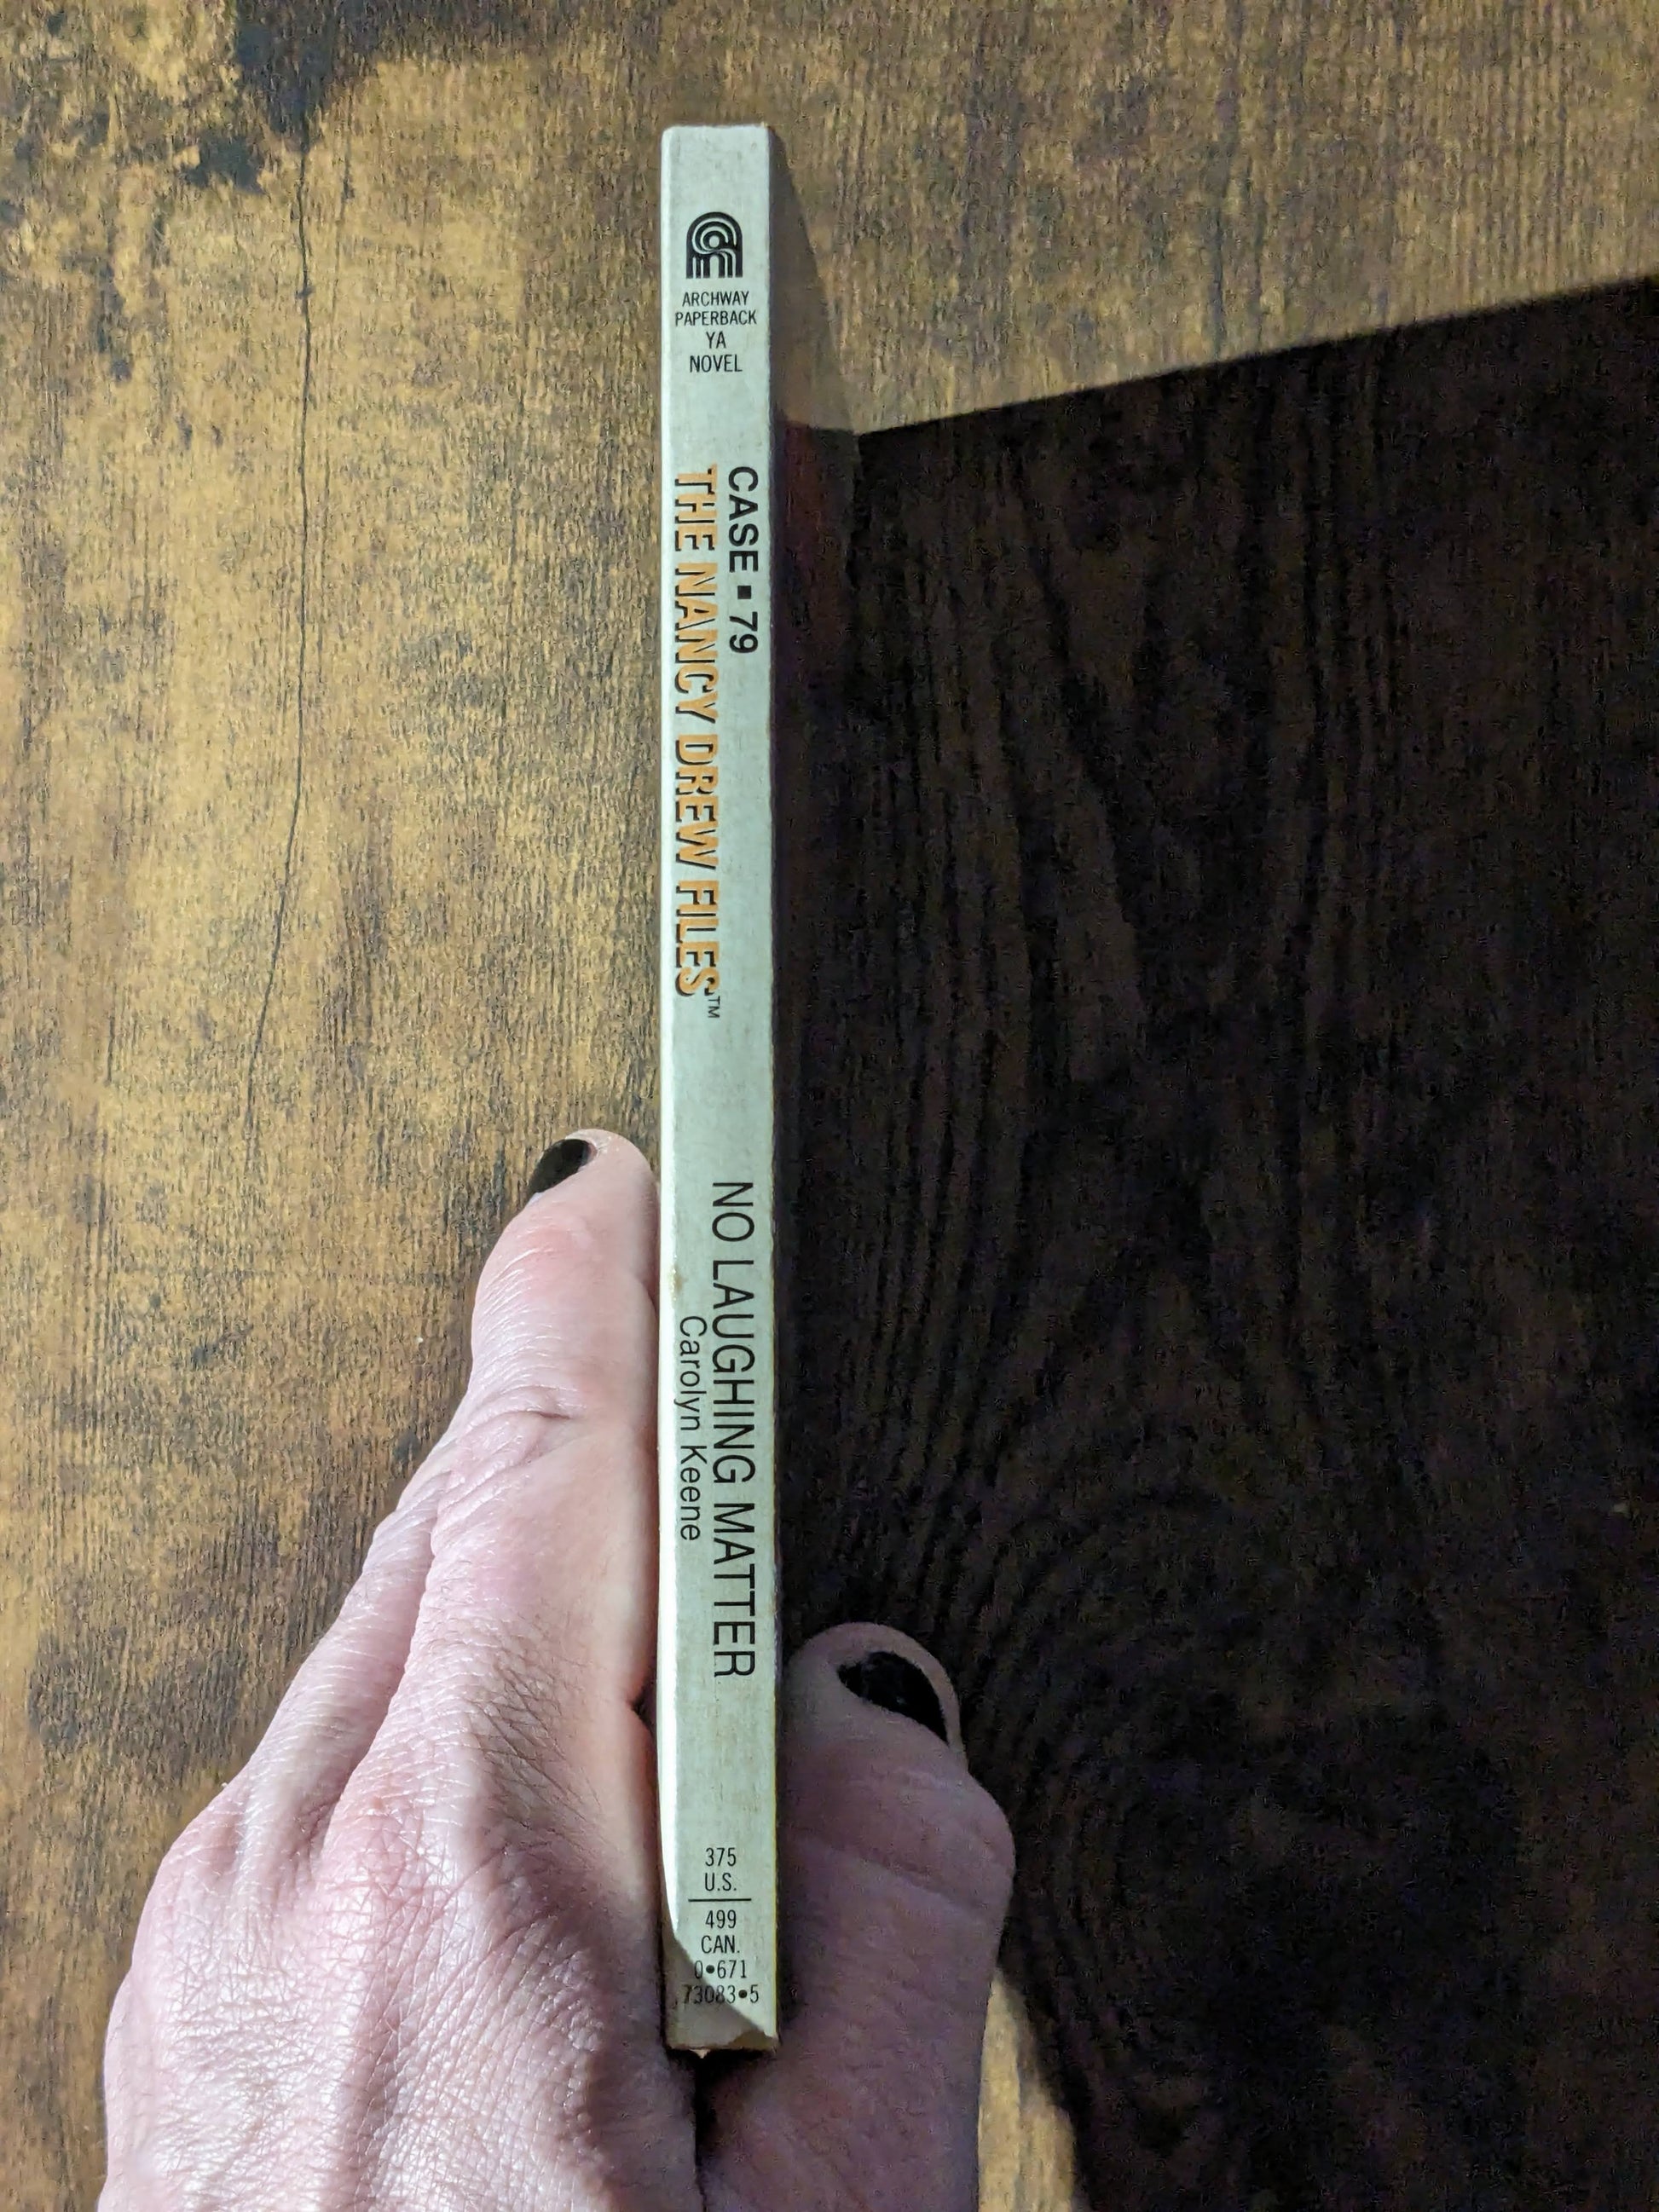 ARCHWAY
PAPERBACK
YA
NOVEL
CASE ▪ 79
THE NANCY DREW FILES™
NO LAUGHING MATTER
Carolyn Keene
375
U.S.
499
CAN.
0•671
73083•5